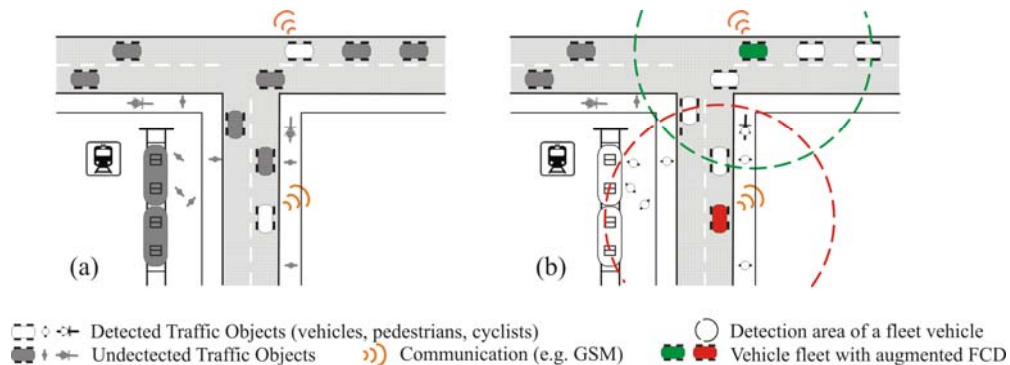 (a)
(b)
Detected Traffic Objects (vehicles, pedestrians, cyclists)
Detection area of a fleet vehicle
Undectected Traffic Objects
Communication (e.g. GSM)
Vehicle fleet with augmented FCD